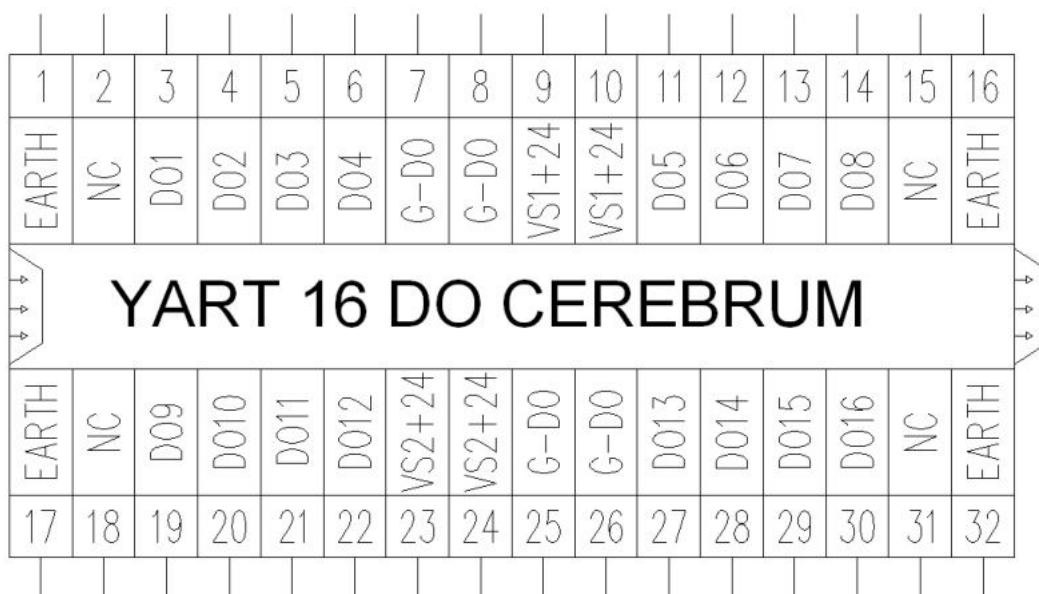 1 2 3 4 5 6 7 8 9 10 11 12 13 14 15 16
EARTH NC DO1 DO2 DO3 DO4 G-DO G-DO VS1+24 VS1+24 DO5 DO6 DO7 DO8 NC EARTH
YART 16 DO CEREBRUM
EARTH NC DO9 DO10 DO11 DO12 VS2+24 VS2+24 G-DO G-DO DO13 DO14 DO15 DO16 NC EARTH
17 18 19 20 21 22 23 24 25 26 27 28 29 30 31 32